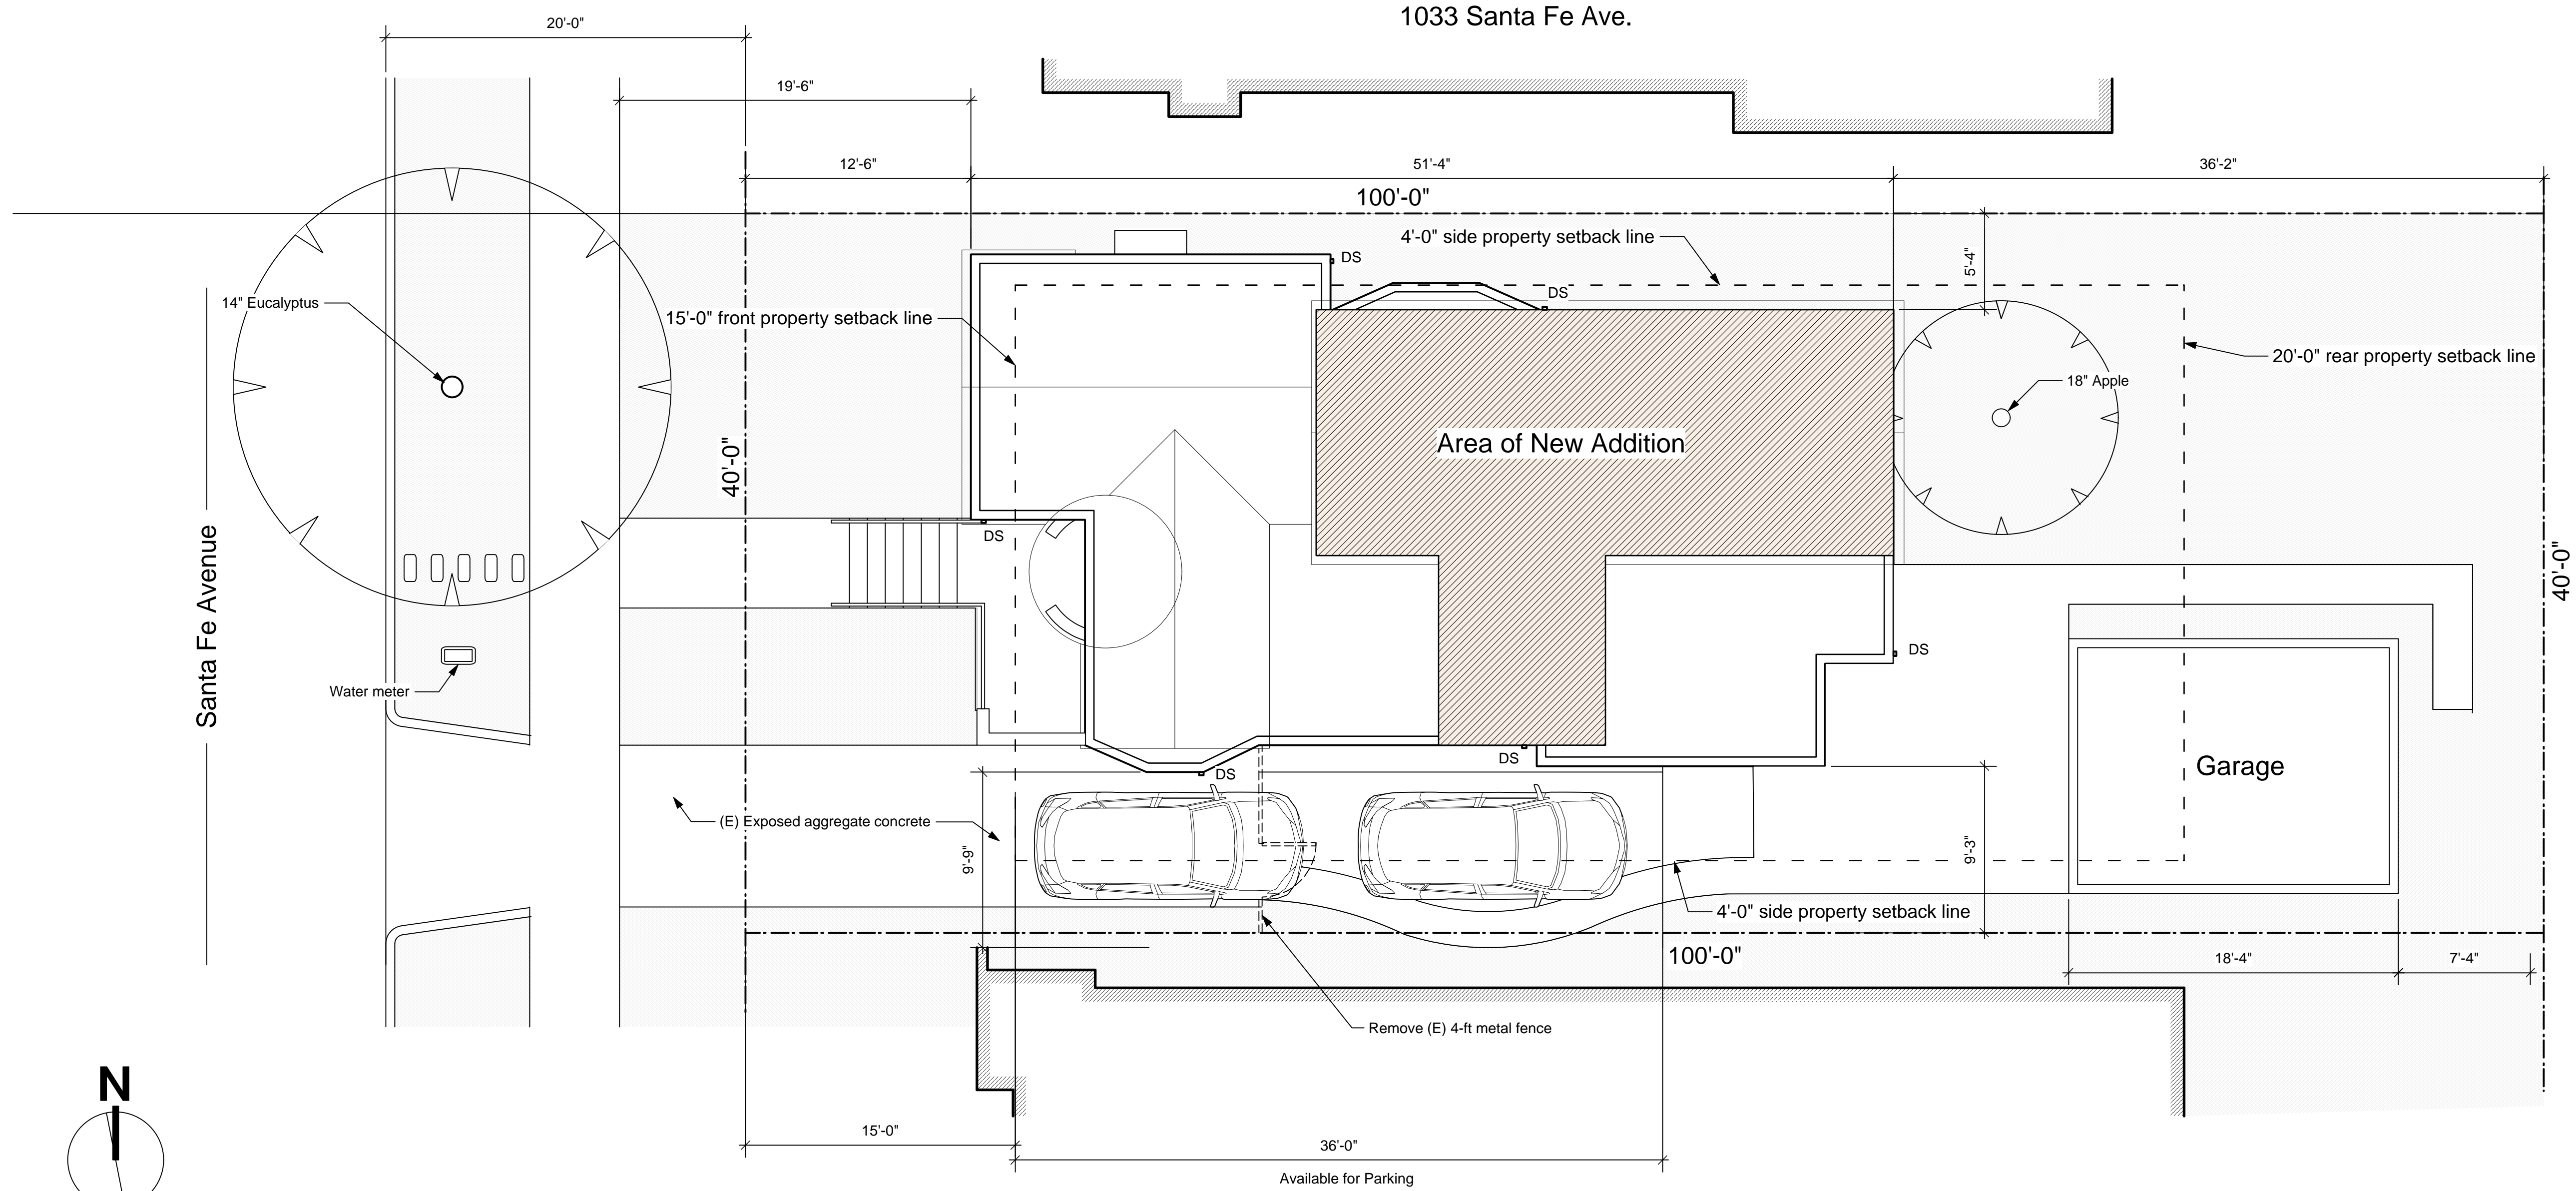 1033 Santa Fe Ave.
20'-0"
19'-6"
12'-6"
51'-4"
36'-2"
100'-0"
4'-0" side property setback line
5'-4"
DS
DS
14" Eucalyptus
15'-0" front property setback line
20'-0" rear property setback line
18" Apple
40'-0"
Area of New Addition
DS
40'-0"
Santa Fe Avenue
DS
Water meter
DS
DS
Garage
(E) Exposed aggregate concrete
9'-9"
9'-3"
4'-0" side property setback line
100'-0"
18'-4"
7'-4"
Remove (E) 4-ft metal fence
N
15'-0"
36'-0"
Available for Parking